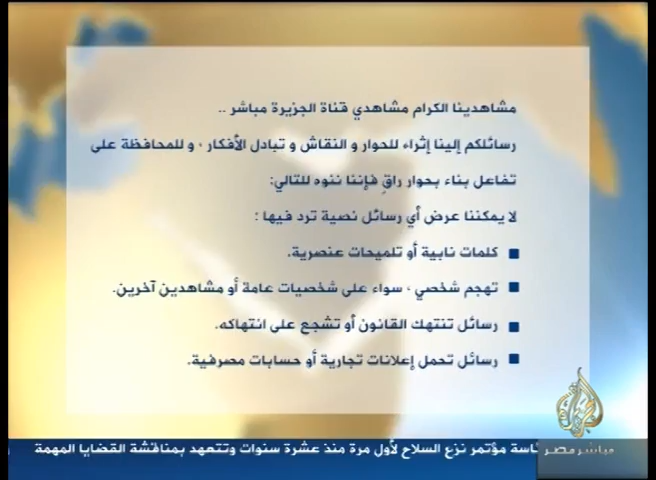 مشاهدينا الكرام مشاهدي قناة الجزيرة مباشر ..
رسائلكم إلينا إثراء للحوار و النقاش و تبادل الأفكار ، و للمحافظة على
تفاعل بناء بحوار راقٍ فإننا ننوه للتالي:
لا يمكننا عرض أي رسائل نصية ترد فيها :
■ كلمات نابية أو تلميحات عنصرية.
■ تهجم شخصي ، سواء على شخصيات عامة أو مشاهدين آخرين.
■ رسائل تنتهك القانون أو تشجع على انتهاكه.
■ رسائل تحمل إعلانات تجارية أو حسابات مصرفية.
مباشر مصر
مؤتمر نزع السلاح لأول مرة منذ عشرة سنوات وتتعهد بمناقشة القضايا المهمة